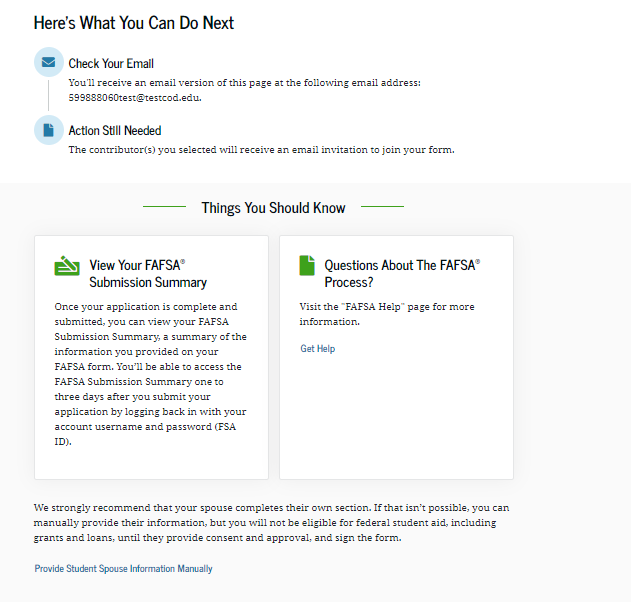 Here's What You Can Do Next
Check Your Email
You'll receive an email version of this page at the following email address:
599888060test@testcod.edu.
Action Still Needed
The contributor(s) you selected will receive an email invitation to join your form.
Things You Should Know
View Your FAFSA®
Submission Summary
Once your application is complete and
submitted, you can view your FAFSA
Submission Summary, a summary of the
information you provided on your
FAFSA form. You'll be able to access the
FAFSA Submission Summary one to
three days after you submit your
application by logging back in with your
account username and password (FSA
ID).
Questions About The FAFSA®
Process?
Visit the "FAFSA Help" page for more
information.
Get Help
We strongly recommend that your spouse completes their own section. If that isn't possible, you can
manually provide their information, but you will not be eligible for federal student aid, including
grants and loans, until they provide consent and approval, and sign the form.
Provide Student Spouse Information Manually